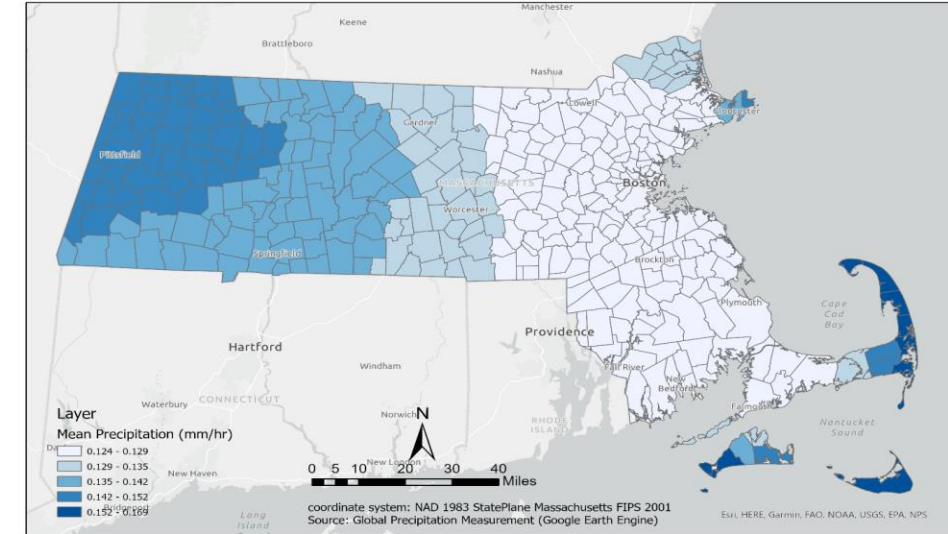 Manchester
Keene
Brattleboro
Nashua
Lowell
Gardner
Gloucester
Pittsfield
MASSACHUSETTS
Boston
Worcester
Springfield
Brockton
Plymouth
Cape
Cod
Bay
Providence
Hartford
Fall River
New
Bedford
Windham
Falmouth
Waterbury
CONNECTICUT
Norwich
RHODE
ISLAND
Nantucket
Sound
New London
New Haven
Bridgeport
Long
Island
Layer
Mean Precipitation (mm/hr)
0.124 - 0.129
0.129 - 0.135
0.135 - 0.142
0.142 - 0.152
0.152 - 0.169
N
0 5 10 20 30 40
Miles
coordinate system: NAD 1983 StatePlane Massachusetts FIPS 2001
Source: Global Precipitation Measurement (Google Earth Engine)
Esri, HERE, Garmin, FAO, NOAA, USGS, EPA, NPS